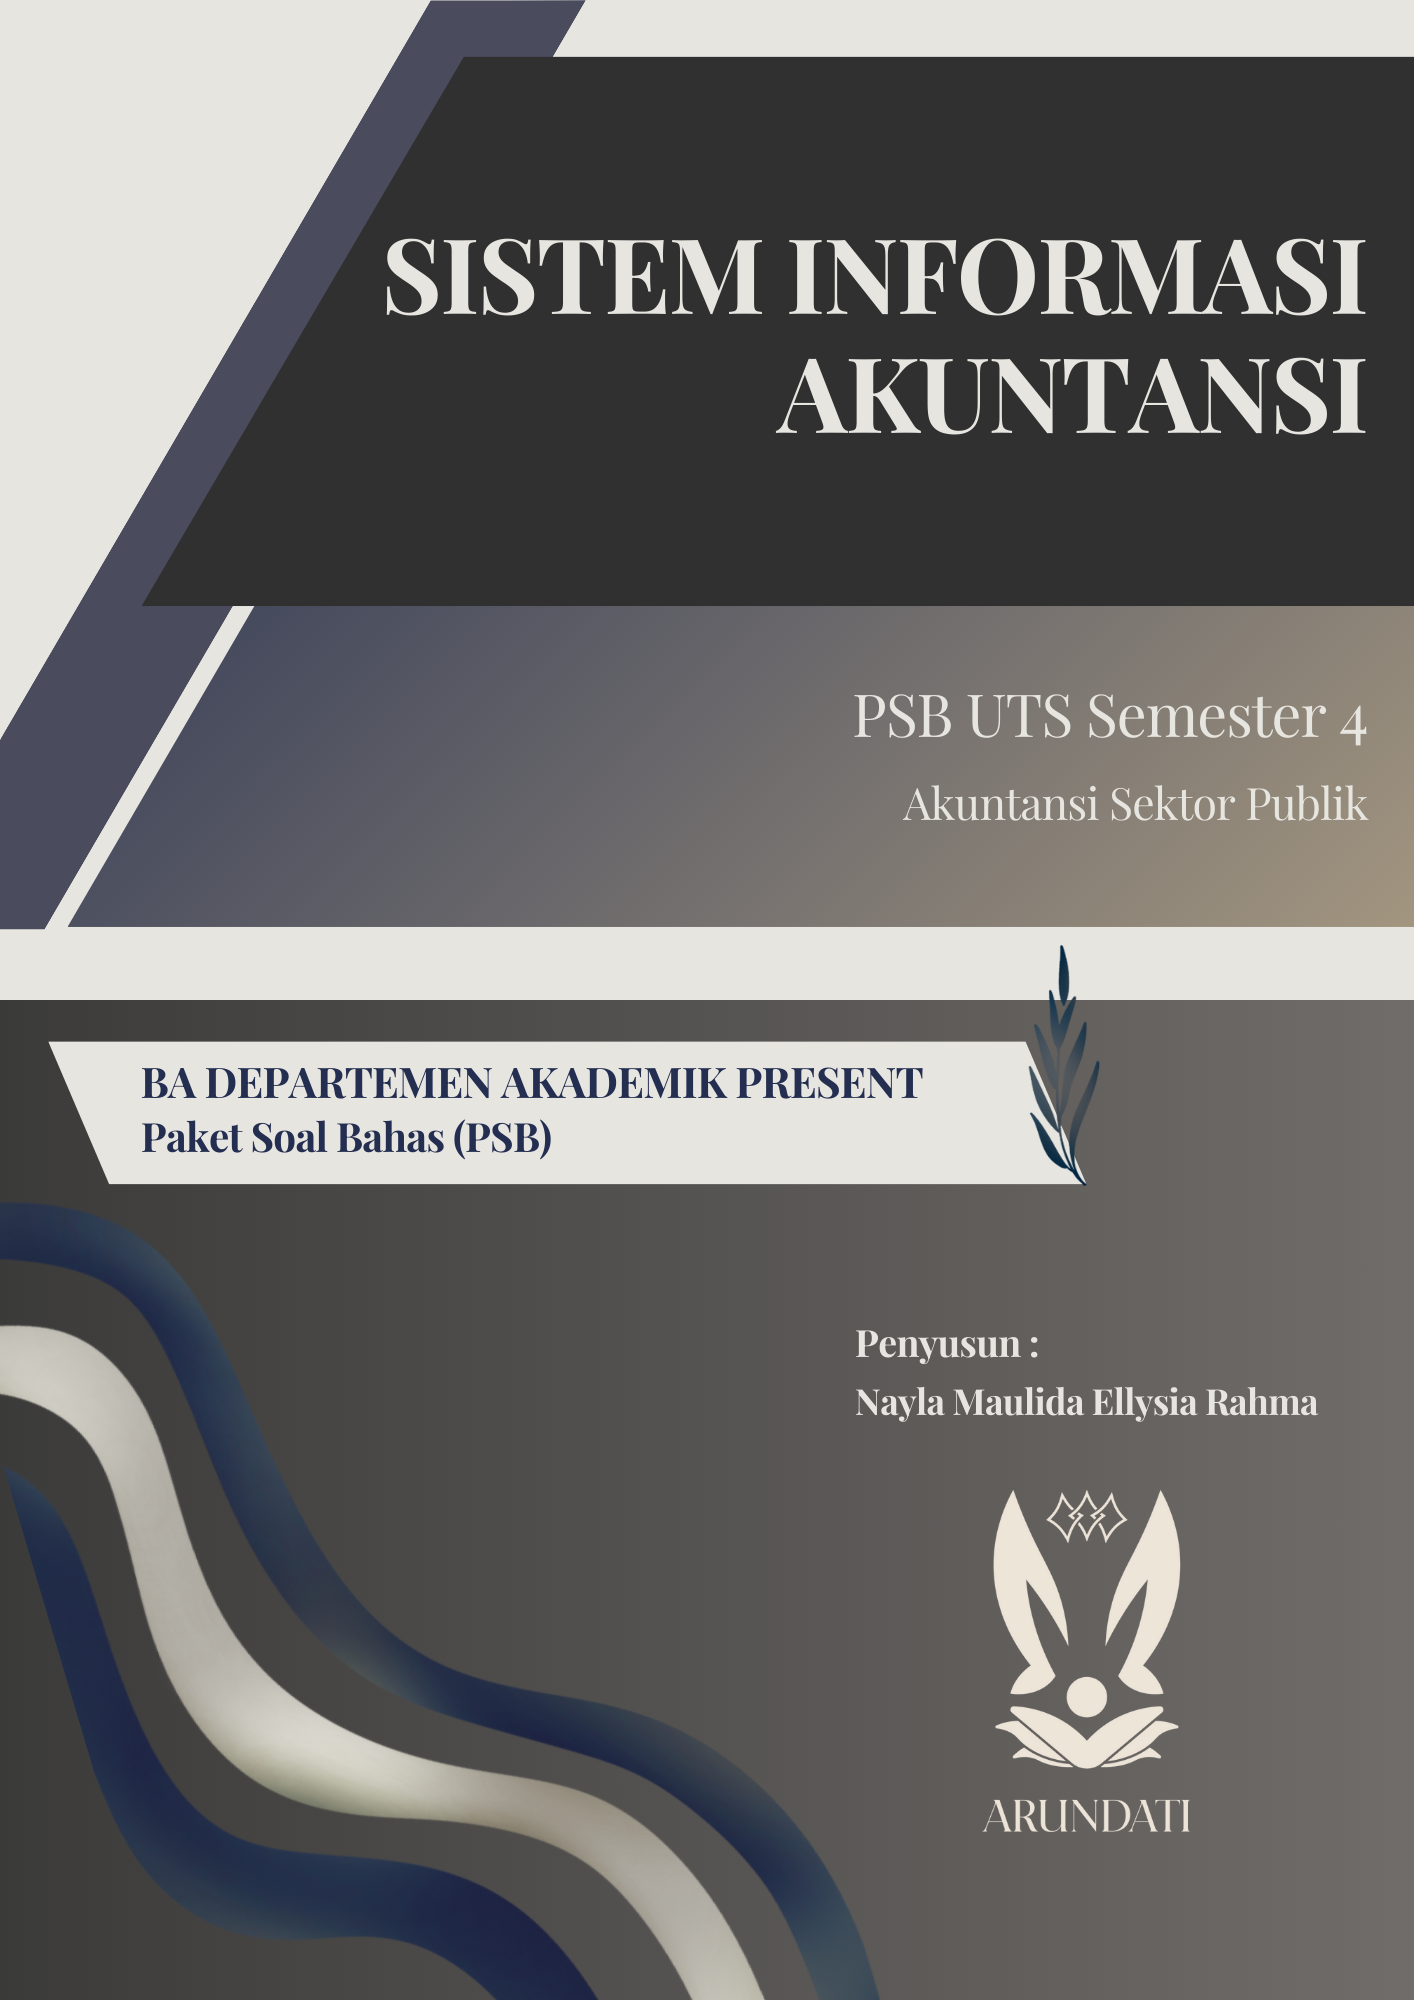 SISTEM INFORMASI
AKUNTANSI
PSB UTS Semester 4
Akuntansi Sektor Publik
BA DEPARTEMEN AKADEMIK PRESENT
Paket Soal Bahas (PSB)
Penyusun :
Nayla Maulida Ellysia Rahma
ARUNDATI